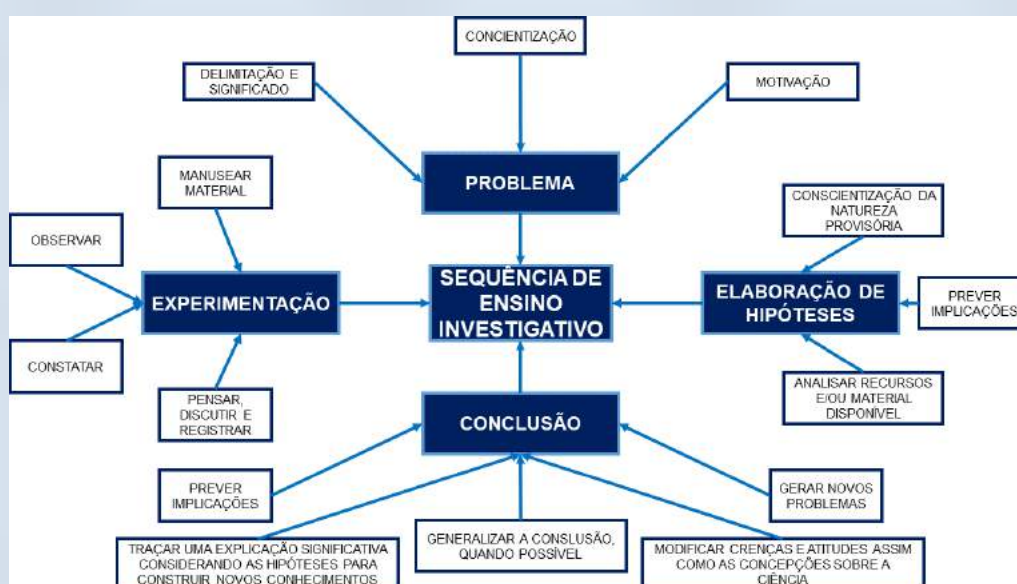 CONCIENTIZAÇÃO
DELIMITAÇÃO E
SIGNIFICADO
MOTIVAÇÃO
PROBLEMA
MANUSEAR
MATERIAL
CONSCIENTIZAÇÃO DA
NATUREZA
PROVISÓRIA
OBSERVAR
EXPERIMENTAÇÃO
SEQUÊNCIA DE
ENSINO
INVESTIGATIVO
ELABORAÇÃO DE
HIPÓTESES
PREVER
IMPLICAÇÕES
CONSTATAR
PENSAR,
DISCUTIR E
REGISTRAR
ANALISAR RECURSOS
E/OU MATERIAL
DISPONÍVEL
CONCLUSÃO
PREVER
IMPLICAÇÕES
GERAR NOVOS
PROBLEMAS
TRAÇAR UMA EXPLICAÇÃO SIGNIFICATIVA
CONSIDERANDO AS HIPÓTESES PARA
CONSTRUIR NOVOS CONHECIMENTOS
GENERALIZAR A CONSLUSÃO,
QUANDO POSSÍVEL
MODIFICAR CRENÇAS E ATITUDES ASSIM
COMO AS CONCEPÇÕES SOBRE A
CIÊNCIA